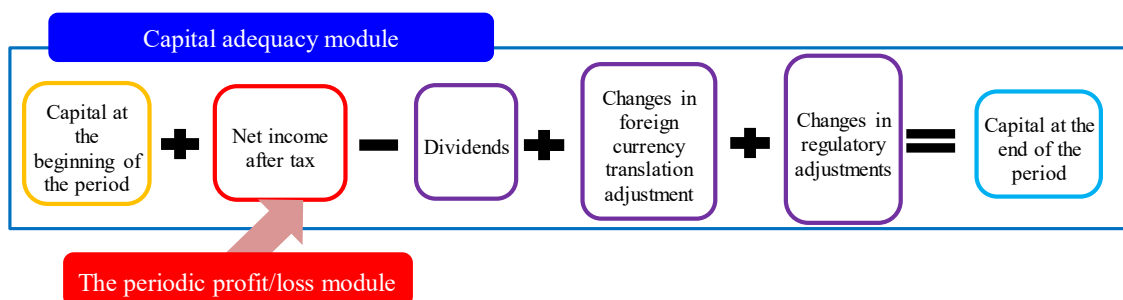 Capital adequacy module
Capital at
the
beginning of
the period
+
Net income
after tax
−
Dividends
+
Changes in
foreign
currency
translation
adjustment
+
Changes in
regulatory
adjustments
=
Capital at the
end of the
period
The periodic profit/loss module